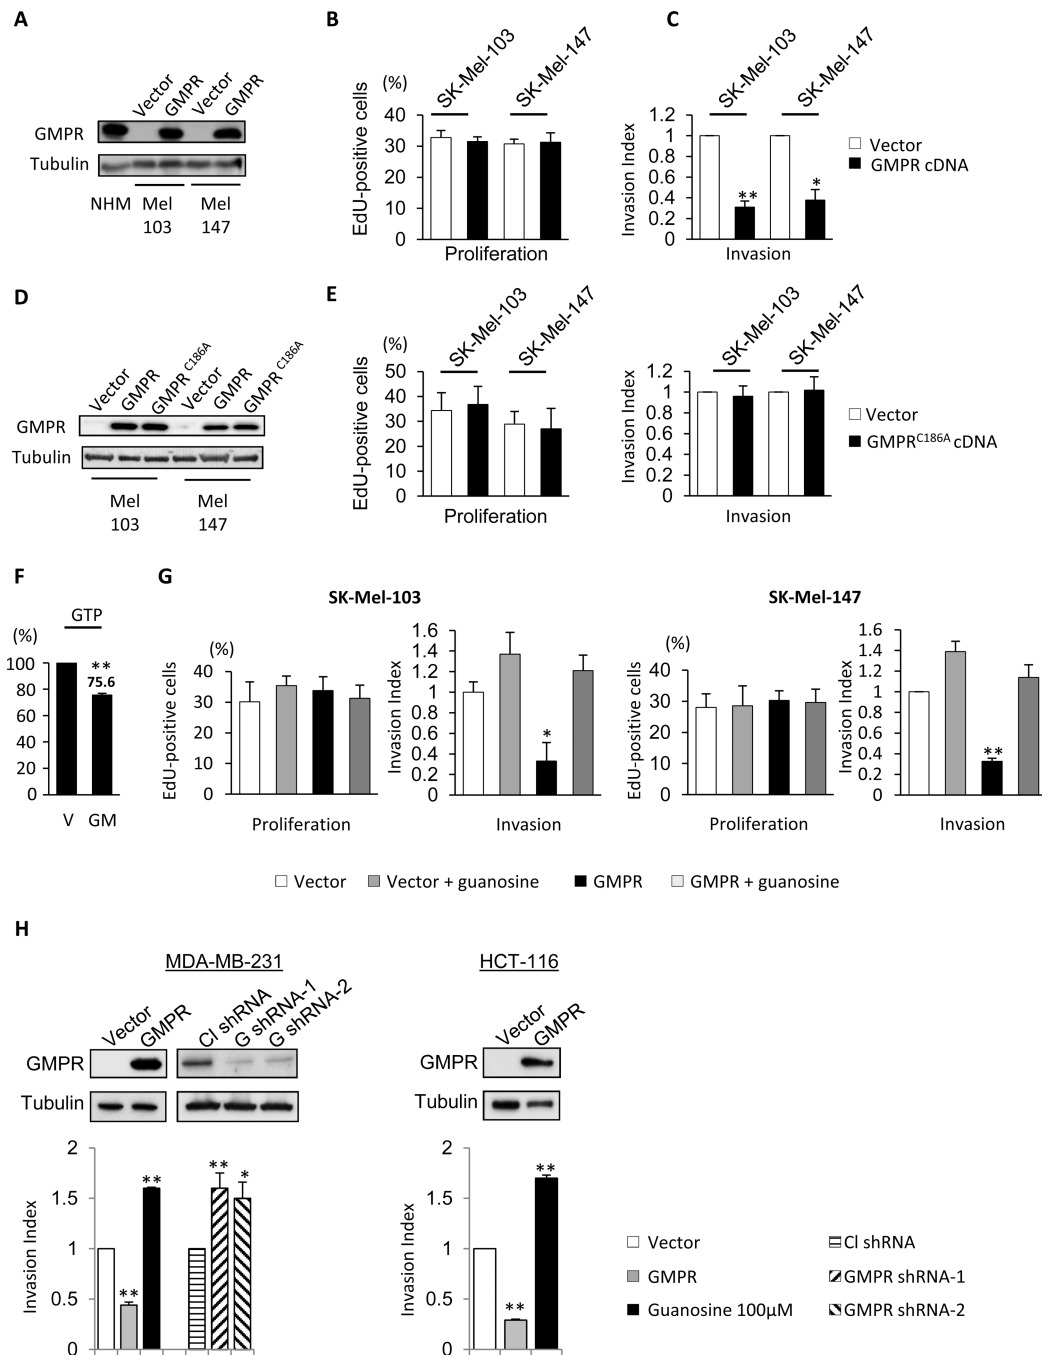 A
Vector
GMPR
Vector
GMPR
GMPR
Tubulin
NHM
Mel
103
Mel
147
B
(%)
SK-Mel-103
SK-Mel-147
EdU-positive cells
40
30
20
10
0
Proliferation
C
SK-Mel-103
SK-Mel-147
Invasion Index
1.2
1
0.8
0.6
0.4
0.2
0
**
*
Invasion
Vector
GMPR cDNA
D
Vector
GMPR
GMPR C186A
Vector
GMPR
GMPR C186A
GMPR
Tubulin
Mel
103
Mel
147
E
(%)
SK-Mel-103
SK-Mel-147
EdU-positive cells
50
40
30
20
10
0
Proliferation
SK-Mel-103
SK-Mel-147
Invasion Index
1.2
1
0.8
0.6
0.4
0.2
0
Invasion
Vector
GMPRC186A cDNA
F
GTP
(%)
100
80
60
40
20
0
**
75.6
V GM
G
SK-Mel-103
(%)
EdU-positive cells
40
30
20
10
0
Proliferation
Invasion Index
1.6
1.4
1.2
1
0.8
0.6
0.4
0.2
0
*
Invasion
SK-Mel-147
(%)
EdU-positive cells
40
30
20
10
0
Proliferation
Invasion Index
1.6
1.4
1.2
1
0.8
0.6
0.4
0.2
0
**
Invasion
Vector Vector + guanosine GMPR GMPR + guanosine
H
MDA-MB-231
Vector
GMPR
Cl shRNA
G shRNA-1
G shRNA-2
GMPR
Tubulin
Invasion Index
2
1.5
1
0.5
0
**
**
**
*
HCT-116
Vector
GMPR
GMPR
Tubulin
Invasion Index
2
1.5
1
0.5
0
**
**
Vector
GMPR
Guanosine 100µM
Cl shRNA
GMPR shRNA-1
GMPR shRNA-2